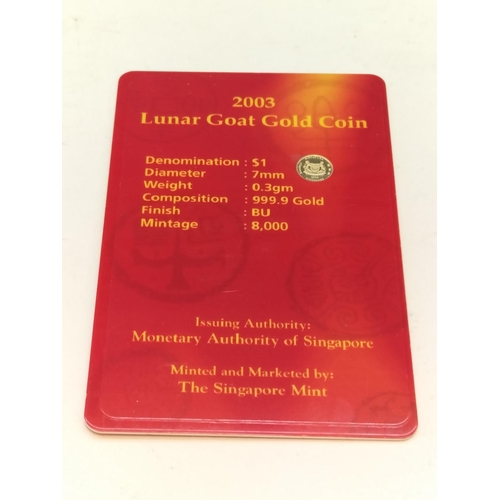 2003
Lunar Goat Gold Coin
Denomination : $1
Diameter : 7mm
Weight : 0.3gm
Composition : 999.9 Gold
Finish : BU
Mintage : 8,000
Issuing Authority:
Monetary Authority of Singapore
Minted and Marketed by:
The Singapore Mint